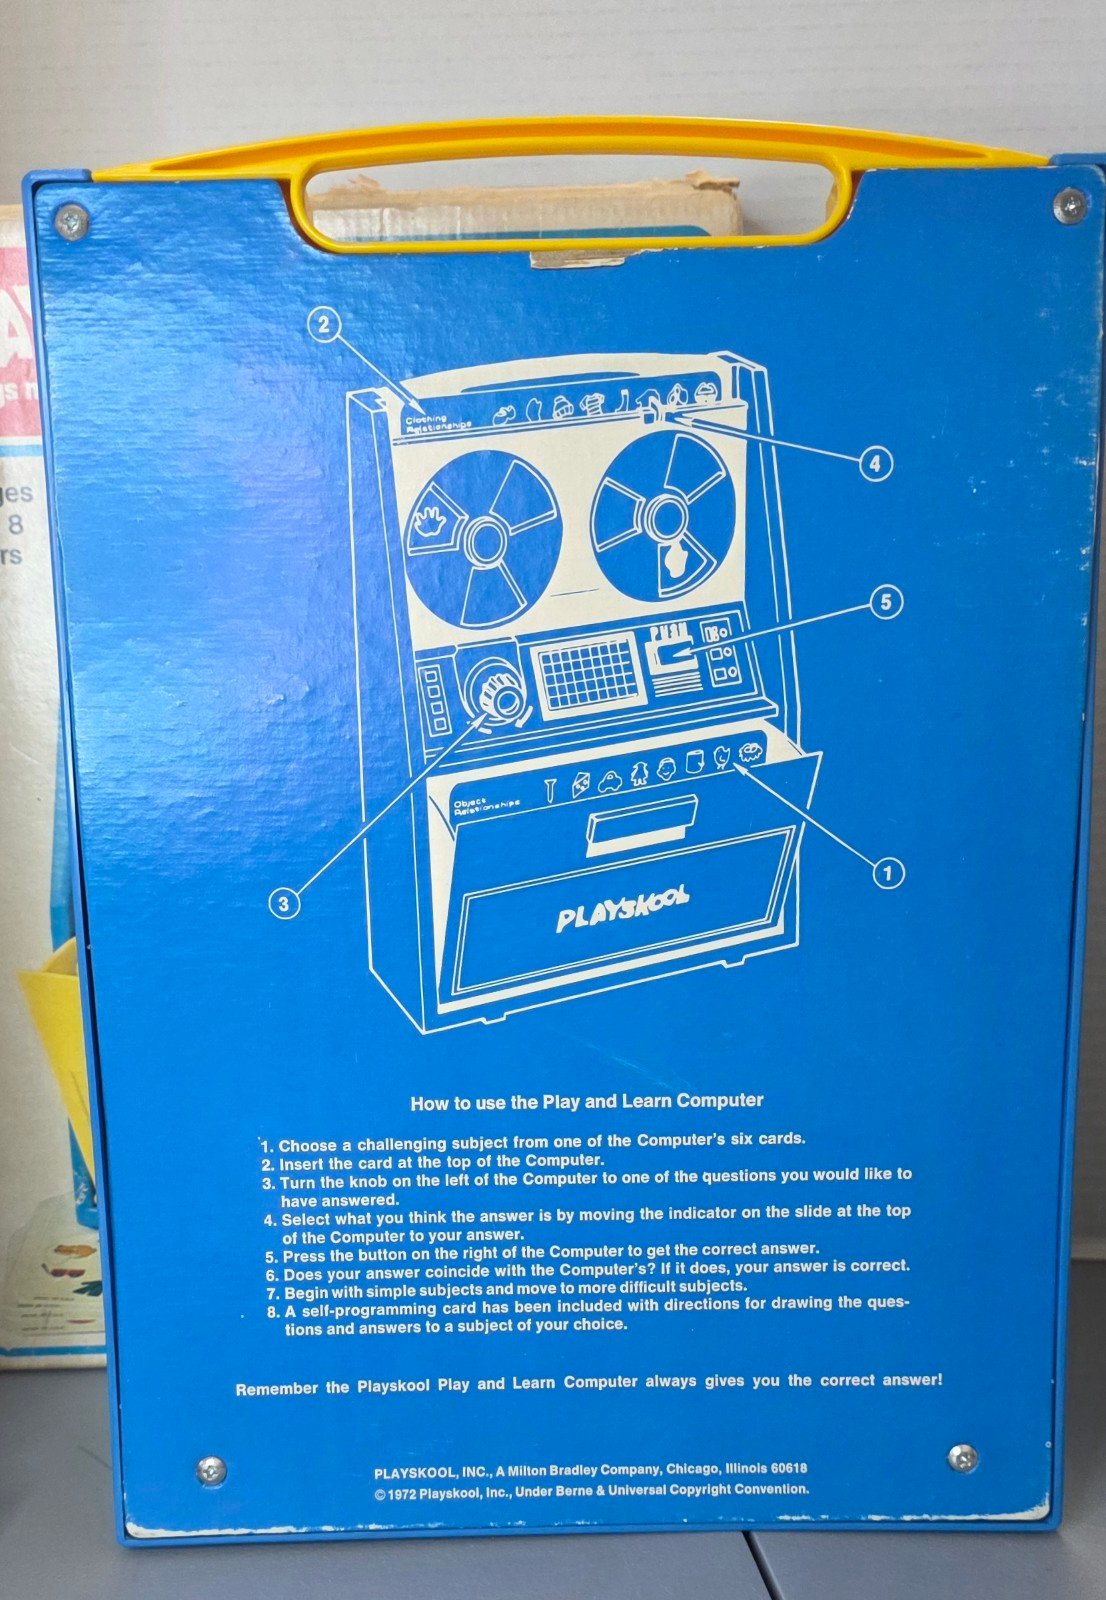 2
Clothing
Relationships
4
5
PUSH
3
Object
Relationships
1
PLAYSKOOL
How to use the Play and Learn Computer
1. Choose a challenging subject from one of the Computer's six cards.
2. Insert the card at the top of the Computer.
3. Turn the knob on the left of the Computer to one of the questions you would like to
have answered.
4. Select what you think the answer is by moving the indicator on the slide at the top
of the Computer to your answer.
5. Press the button on the right of the Computer to get the correct answer.
6. Does your answer coincide with the Computer's? If it does, your answer is correct.
7. Begin with simple subjects and move to more difficult subjects.
8. A self-programming card has been included with directions for drawing the ques-
tions and answers to a subject of your choice.
Remember the Playskool Play and Learn Computer always gives you the correct answer!
PLAYSKOOL, INC., A Milton Bradley Company, Chicago, Illinois 60618
© 1972 Playskool, Inc., Under Berne & Universal Copyright Convention.
8